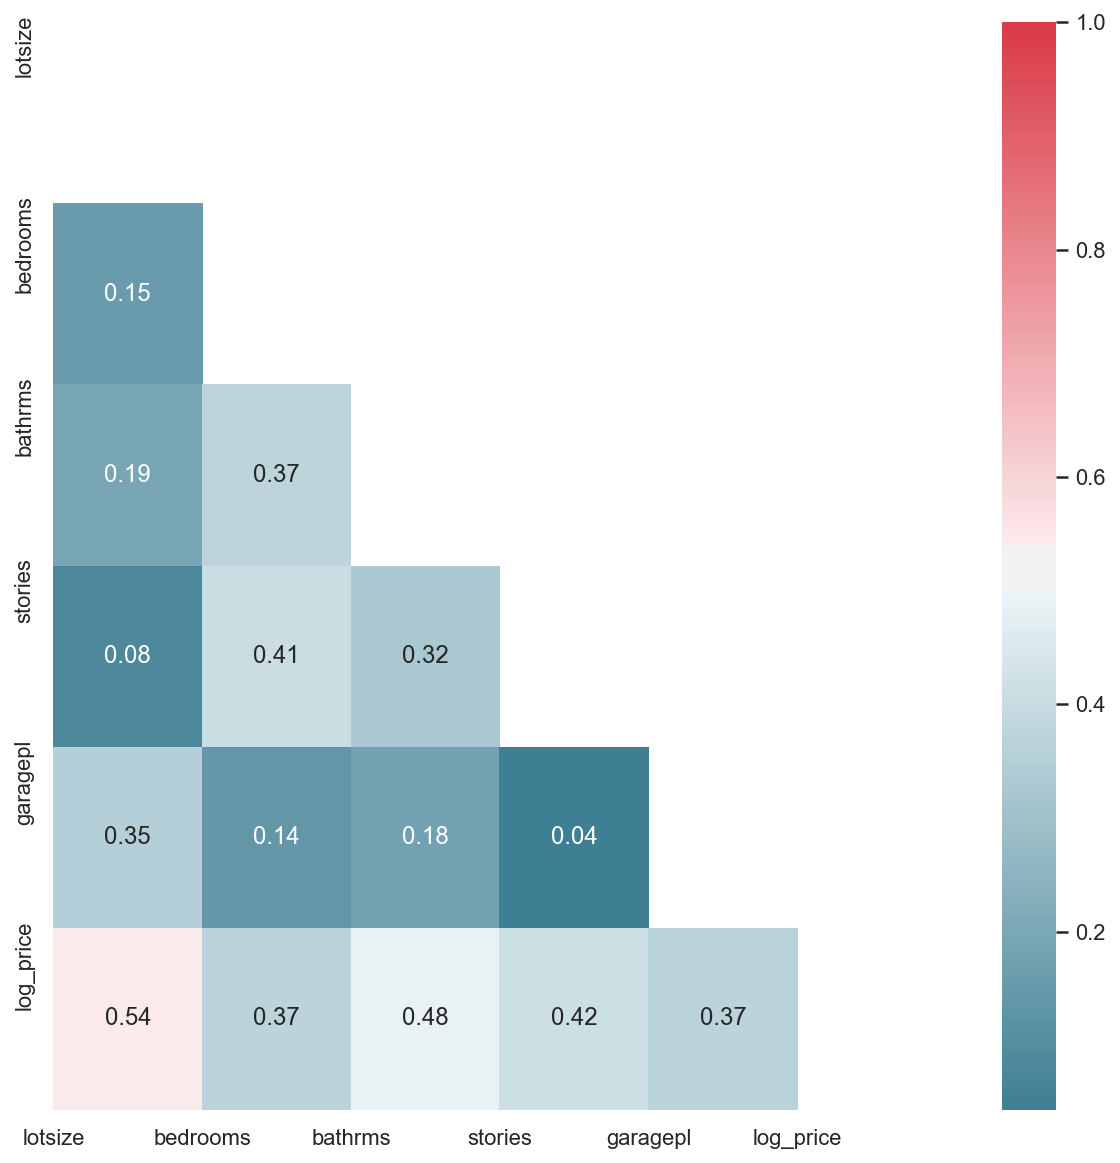 lotsize
bedrooms
0.15
bathrms
0.19 0.37
stories
0.08 0.41 0.32
garagepl
0.35 0.14 0.18 0.04
log_price
0.54 0.37 0.48 0.42 0.37
lotsize bedrooms bathrms stories garagepl log_price
1.0
0.8
0.6
0.4
0.2